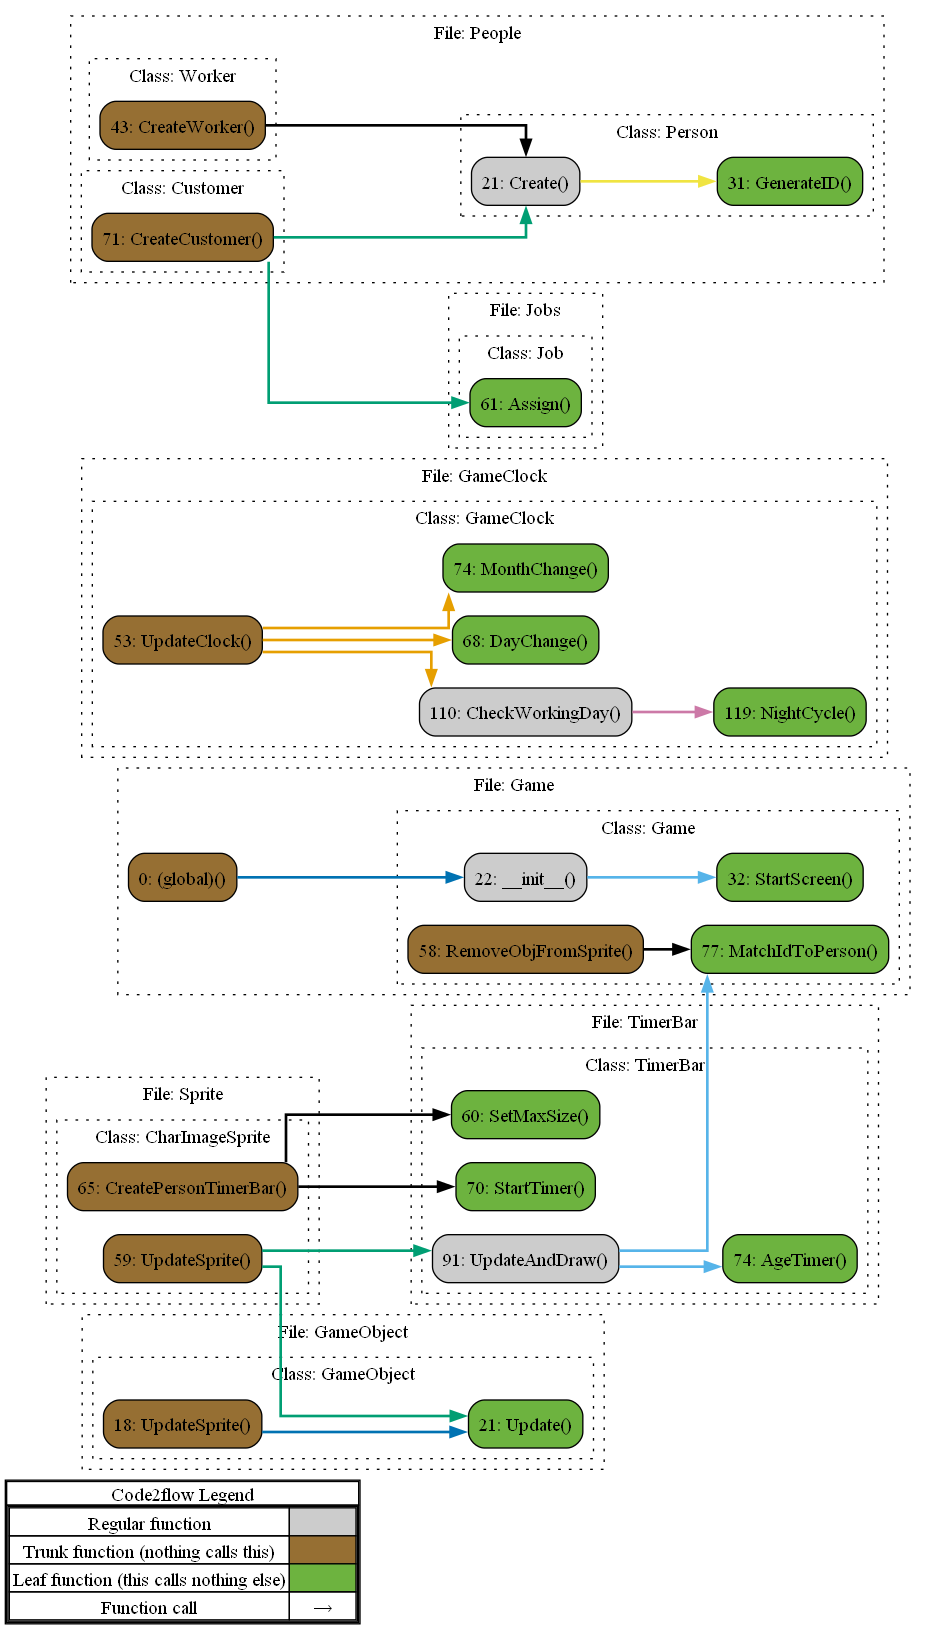 File: People
Class: Worker
43: CreateWorker()
Class: Person
21: Create()
31: GenerateID()
Class: Customer
71: CreateCustomer()
File: Jobs
Class: Job
61: Assign()
File: GameClock
Class: GameClock
74: MonthChange()
53: UpdateClock()
68: DayChange()
110: CheckWorkingDay()
119: NightCycle()
File: Game
Class: Game
0: (global)()
22: __init__()
32: StartScreen()
58: RemoveObjFromSprite()
77: MatchIdToPerson()
File: TimerBar
Class: TimerBar
File: Sprite
Class: CharImageSprite
60: SetMaxSize()
65: CreatePersonTimerBar()
70: StartTimer()
59: UpdateSprite()
91: UpdateAndDraw()
74: AgeTimer()
File: GameObject
Class: GameObject
18: UpdateSprite()
21: Update()
Code2flow Legend
Regular function
Trunk function (nothing calls this)
Leaf function (this calls nothing else)
Function call →